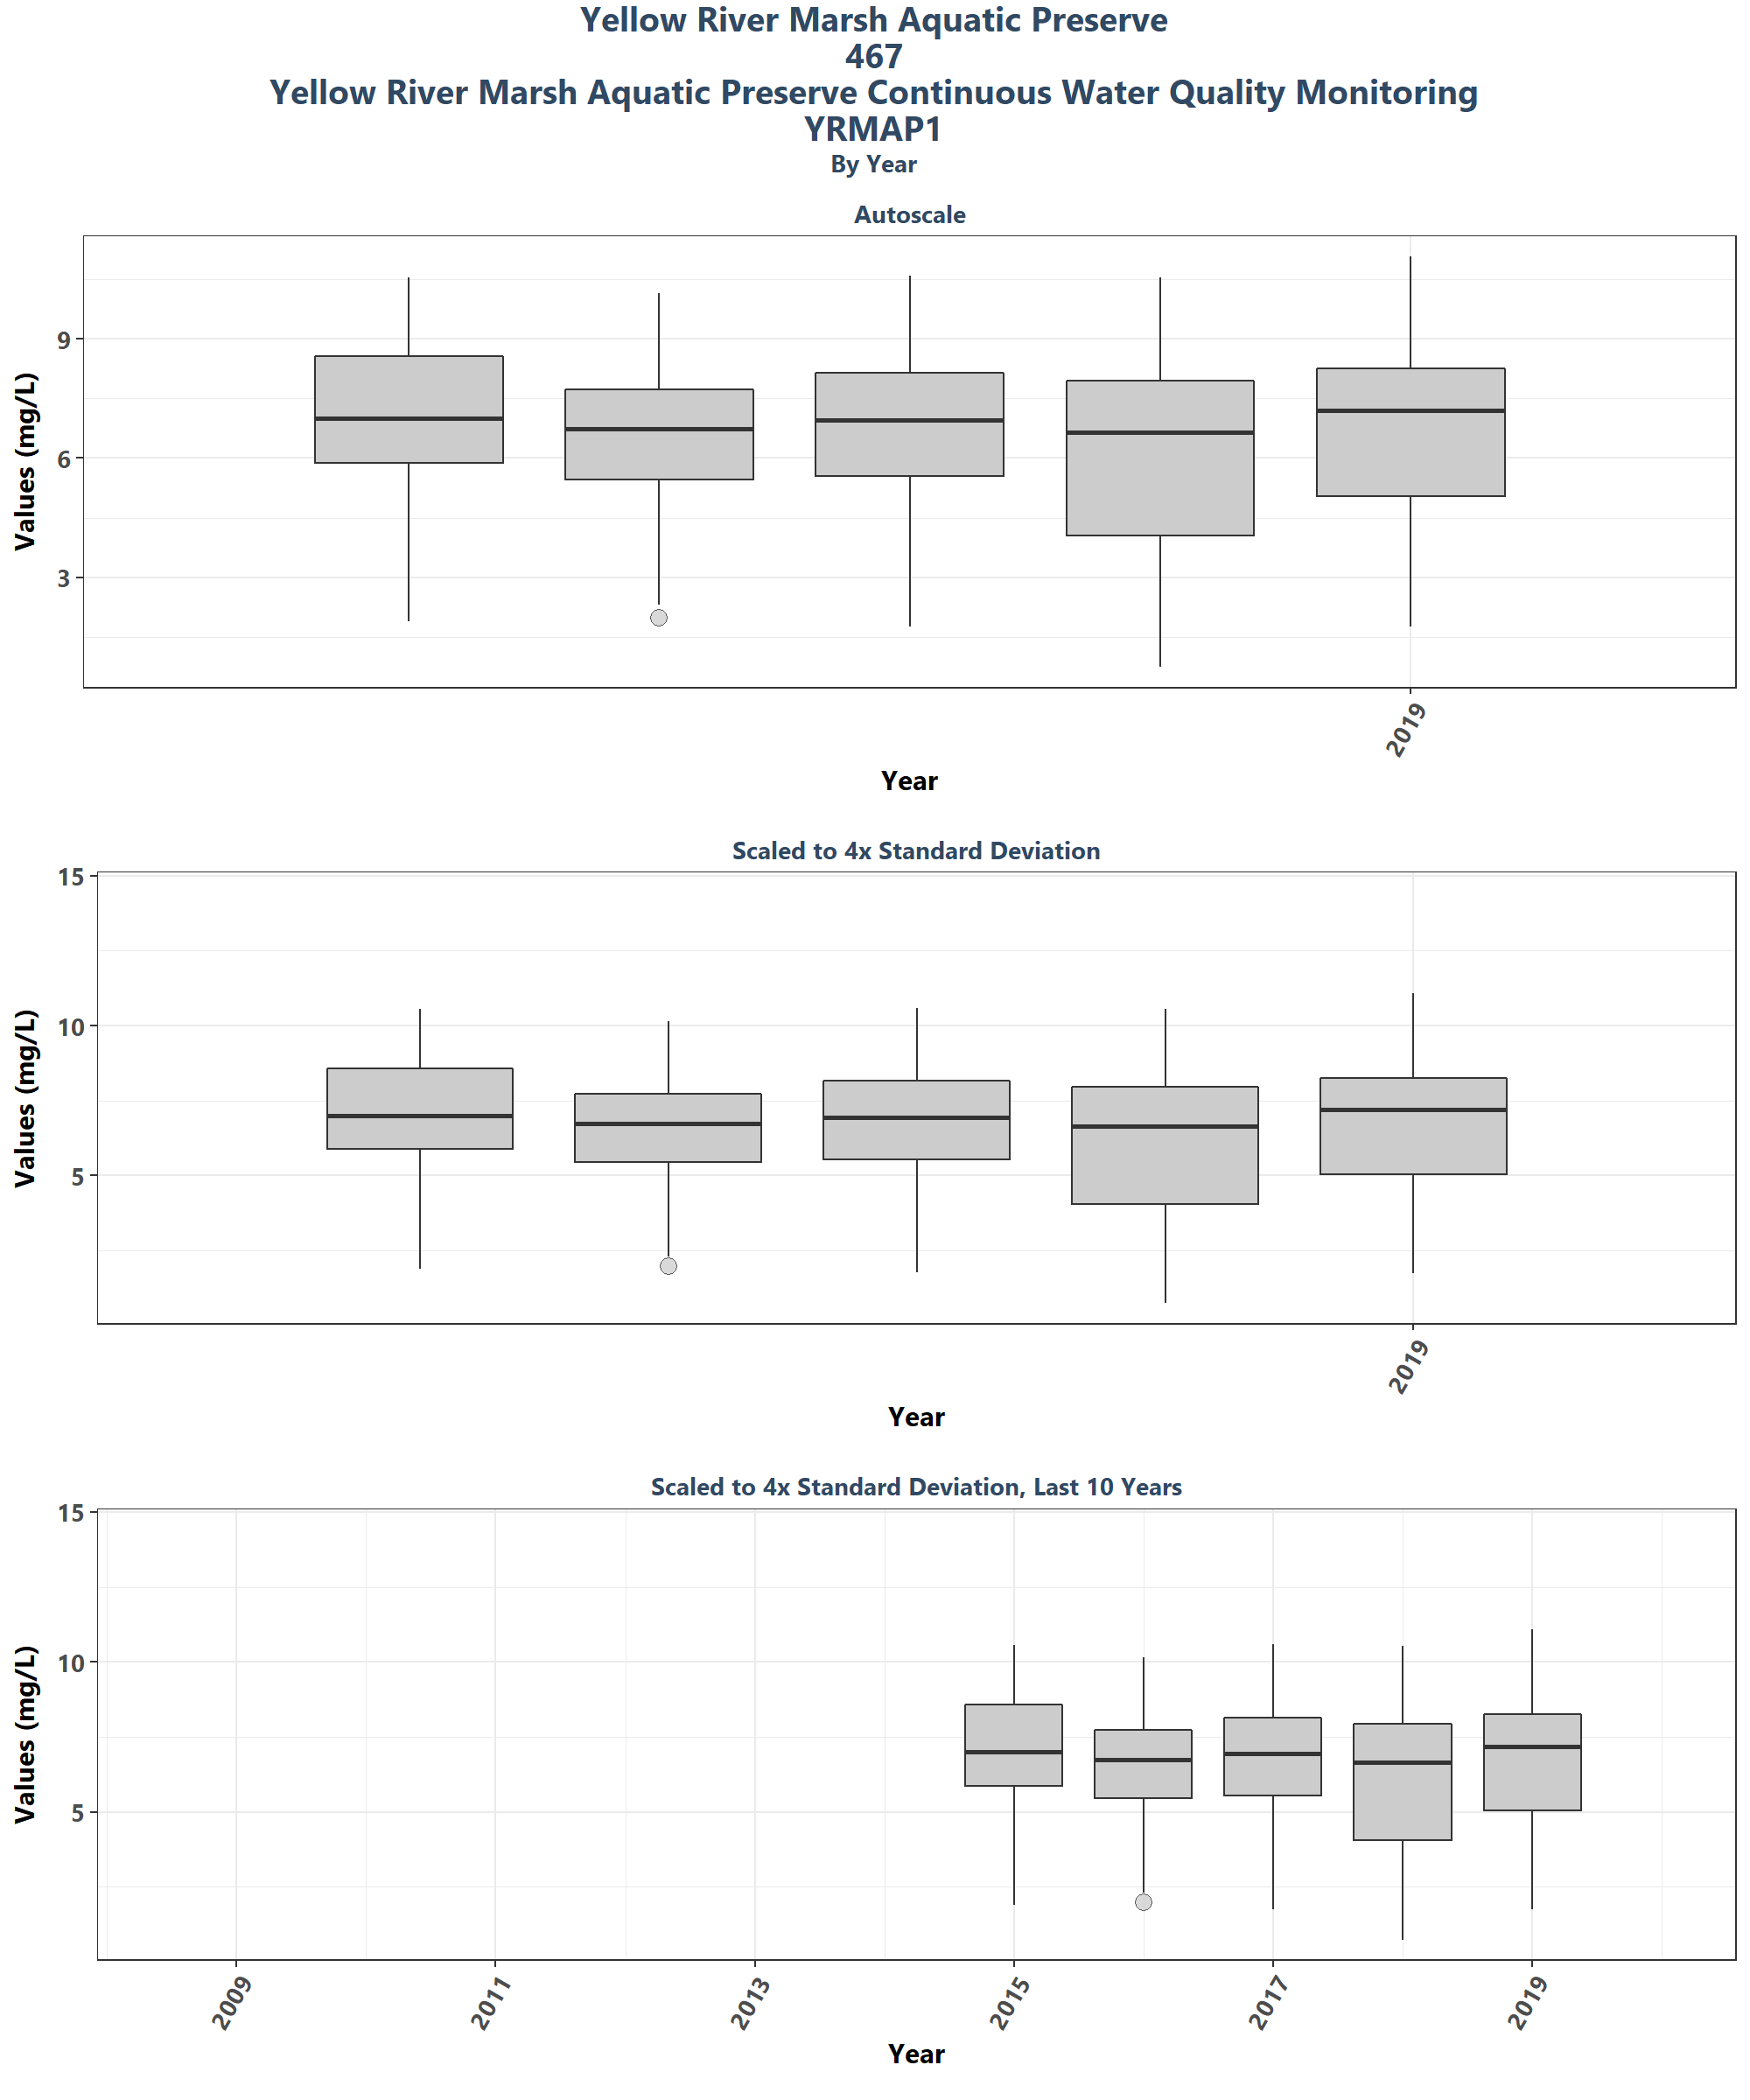 Yellow River Marsh Aquatic Preserve
467
Yellow River Marsh Aquatic Preserve Continuous Water Quality Monitoring
YRMAP1
By Year
Autoscale
Values (mg/L)
9
6
3
2019
Year
Scaled to 4x Standard Deviation
Values (mg/L)
15
10
5
2019
Year
Scaled to 4x Standard Deviation, Last 10 Years
Values (mg/L)
15
10
5
2009 2011 2013 2015 2017 2019
Year